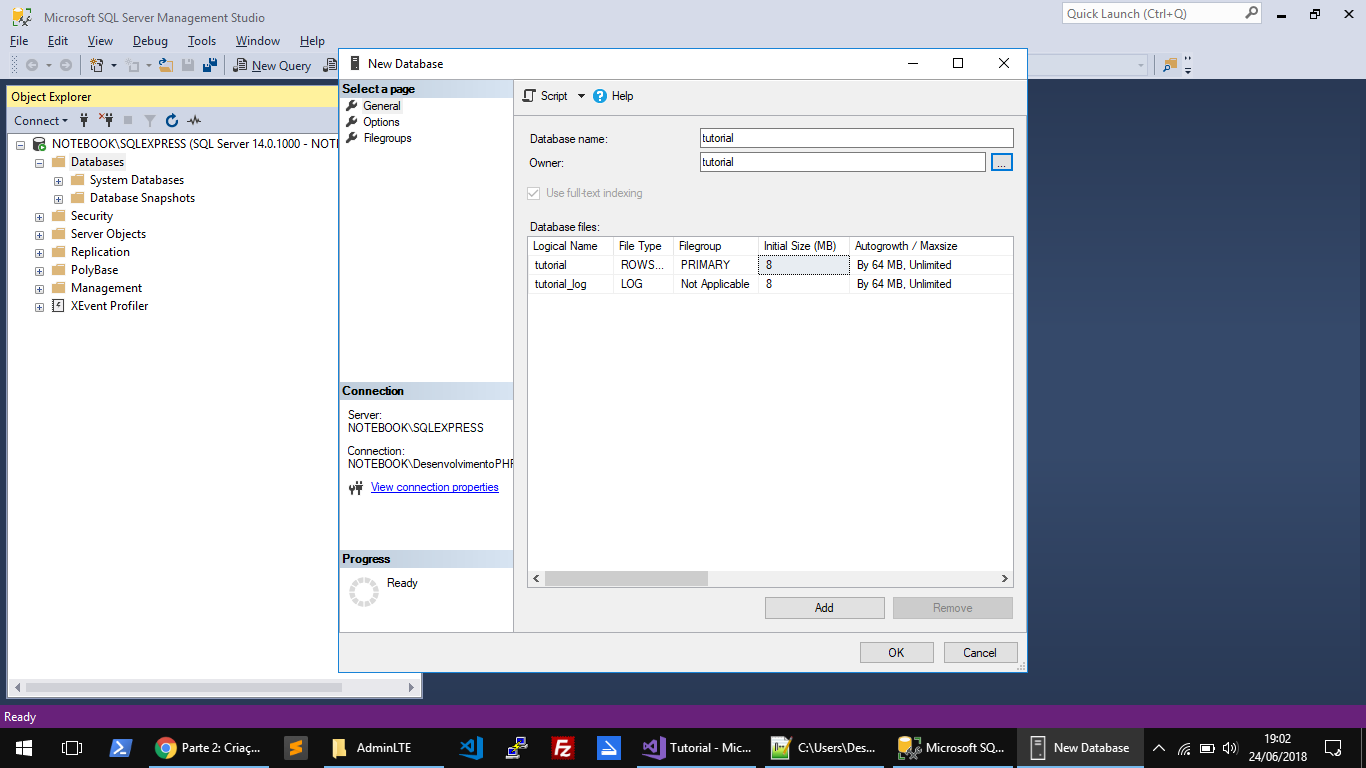 Microsoft SQL Server Management Studio
Quick Launch (Ctrl+Q)
File Edit View Debug Tools Window Help
New Query
Object Explorer
Connect
NOTEBOOK\SQLEXPRESS (SQL Server 14.0.1000 - NOTE
Databases
System Databases
Database Snapshots
Security
Server Objects
Replication
PolyBase
Management
XEvent Profiler
New Database
Select a page
General
Options
Filegroups
Connection
Server:
NOTEBOOK\SQLEXPRESS
Connection:
NOTEBOOK\DesenvolvimentoPHP
View connection properties
Progress
Ready
Script Help
Database name: tutorial
Owner: tutorial ...
Use full-text indexing
Database files:
Logical Name File Type Filegroup Initial Size (MB) Autogrowth / Maxsize
tutorial ROWS... PRIMARY 8 By 64 MB, Unlimited
tutorial_log LOG Not Applicable 8 By 64 MB, Unlimited
Add Remove
OK Cancel
Ready
Parte 2: Criaç... AdminLTE Tutorial - Mic... C:\Users\Des... Microsoft SQ... New Database
19:02
24/06/2018